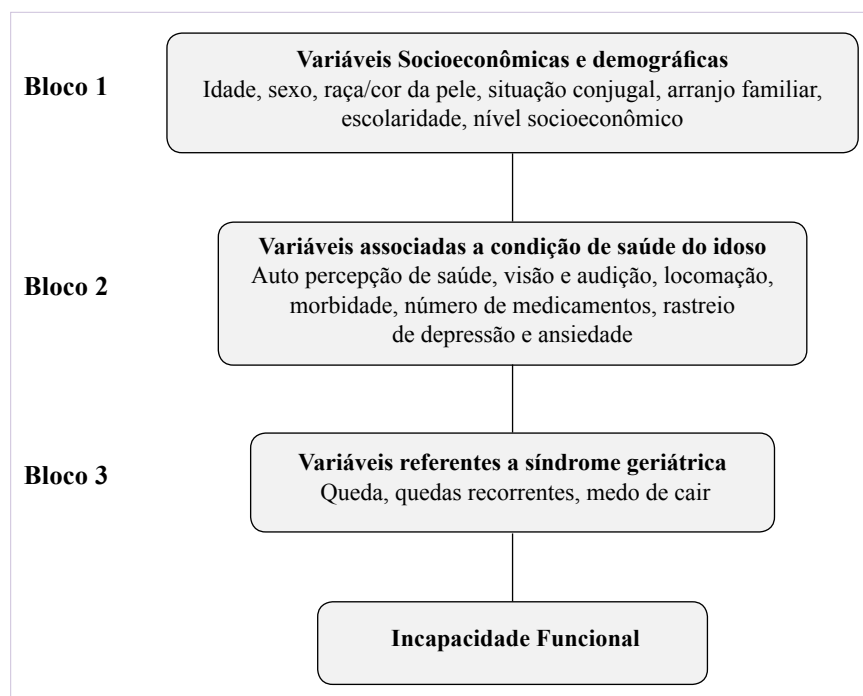 Bloco 1
Variáveis Socioeconômicas e demográficas
Idade, sexo, raça/cor da pele, situação conjugal, arranjo familiar,
escolaridade, nível socioeconômico
Bloco 2
Variáveis associadas a condição de saúde do idoso
Auto percepção de saúde, visão e audição, locomação,
morbidade, número de medicamentos, rastreio
de depressão e ansiedade
Bloco 3
Variáveis referentes a síndrome geriátrica
Queda, quedas recorrentes, medo de cair
Incapacidade Funcional